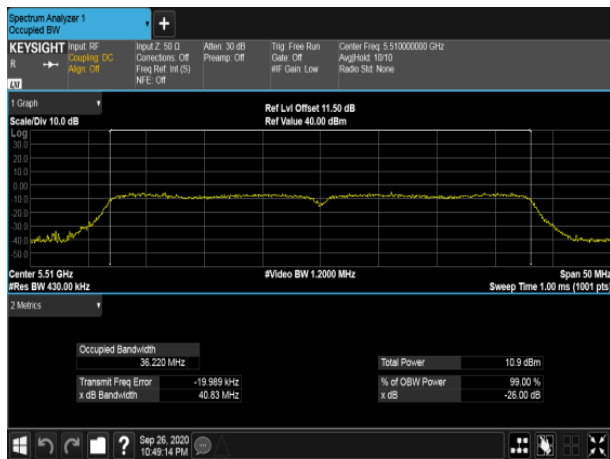 Spectrum Analyzer 1
Occupied BW
+
KEYSIGHT
R
LXI
Input: RF
Coupling: DC
Align: Off
Input Z: 50 Ω
Corrections: Off
Freq Ref: Int (S)
NFE: Off
Atten: 30 dB
Preamp: Off
Trig: Free Run
Gate: Off
#IF Gain: Low
Center Freq: 5.510000000 GHz
Avg|Hold: 10/10
Radio Std: None
1 Graph
Scale/Div 10.0 dB
Ref Lvl Offset 11.50 dB
Ref Value 40.00 dBm
Log
30.0
20.0
10.0
0.00
-10.0
-20.0
-30.0
-40.0
-50.0
Center 5.51 GHz
#Res BW 430.00 kHz
#Video BW 1.2000 MHz
Span 50 MHz
Sweep Time 1.00 ms (1001 pts)
2 Metrics
Occupied Bandwidth
36.220 MHz
Total Power 10.9 dBm
Transmit Freq Error -19.989 kHz
% of OBW Power 99.00 %
x dB Bandwidth 40.83 MHz
x dB -26.00 dB
?
Sep 26, 2020
10:49:14 PM